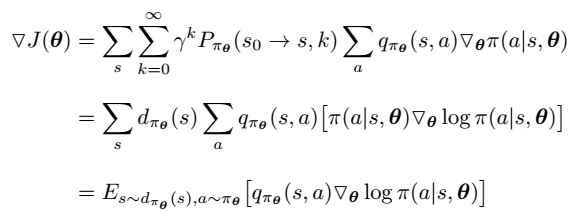 ∇J(θ) = ∑_s ∑_{k=0}^{∞} γ^k P_{π_θ}(s_0 → s, k) ∑_a q_{π_θ}(s, a)∇_θ π(a|s, θ)
= ∑_s d_{π_θ}(s) ∑_a q_{π_θ}(s, a)[π(a|s, θ)∇_θ log π(a|s, θ)]
= E_{s∼d_{π_θ}(s),a∼π_θ}[q_{π_θ}(s, a)∇_θ log π(a|s, θ)]